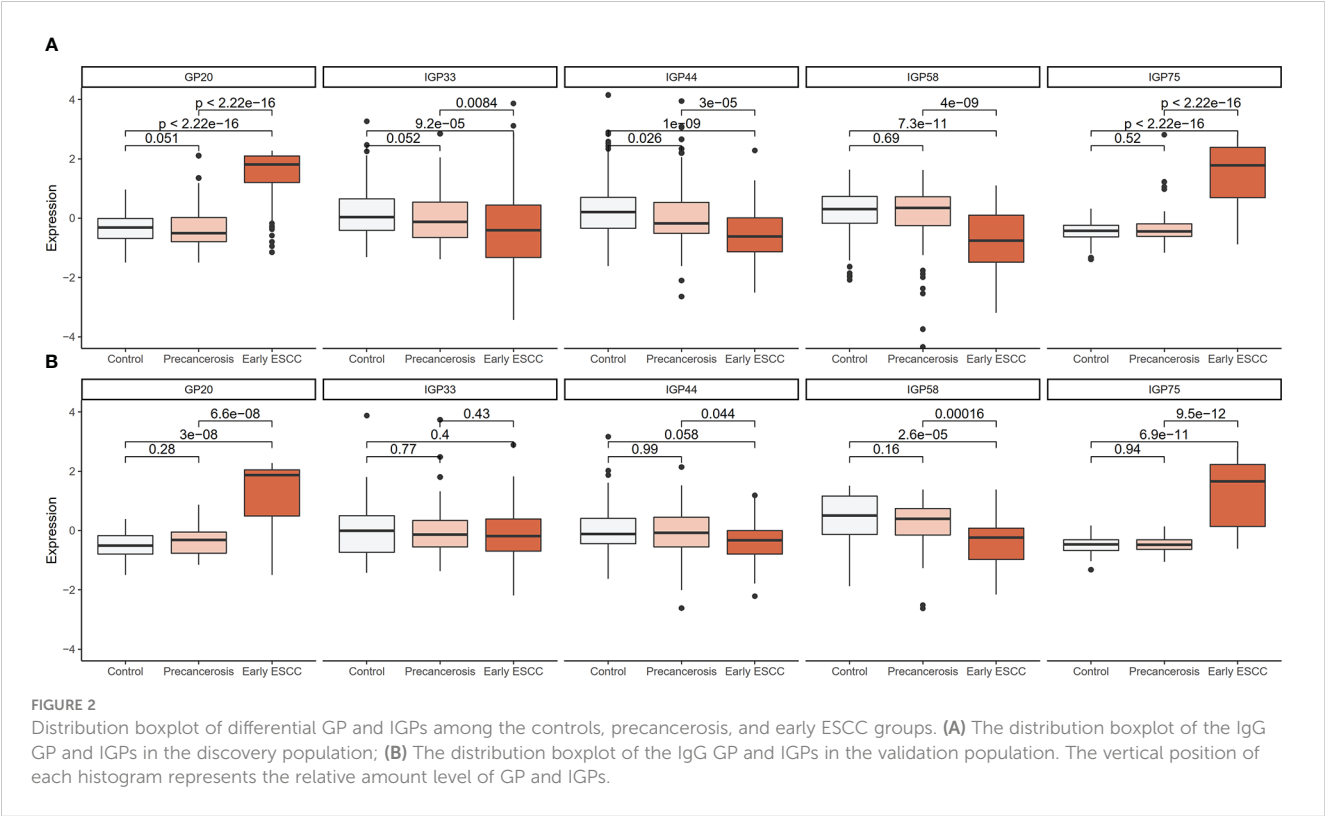 A
GP20 IGP33 IGP44 IGP58 IGP75
4
2
0
−2
−4
Expression
p < 2.22e−16
p < 2.22e−16
0.051
0.0084
9.2e−05
0.052
3e−05
1e−09
0.026
4e−09
7.3e−11
0.69
p < 2.22e−16
p < 2.22e−16
0.52
Control Precancerosis Early ESCC Control Precancerosis Early ESCC Control Precancerosis Early ESCC Control Precancerosis Early ESCC Control Precancerosis Early ESCC
B
GP20 IGP33 IGP44 IGP58 IGP75
4
2
0
−2
−4
Expression
6.6e−08
3e−08
0.28
0.43
0.4
0.77
0.044
0.058
0.99
0.00016
2.6e−05
0.16
9.5e−12
6.9e−11
0.94
Control Precancerosis Early ESCC Control Precancerosis Early ESCC Control Precancerosis Early ESCC Control Precancerosis Early ESCC Control Precancerosis Early ESCC
FIGURE 2
Distribution boxplot of differential GP and IGPs among the controls, precancerosis, and early ESCC groups. (A) The distribution boxplot of the IgG
GP and IGPs in the discovery population; (B) The distribution boxplot of the IgG GP and IGPs in the validation population. The vertical position of
each histogram represents the relative amount level of GP and IGPs.